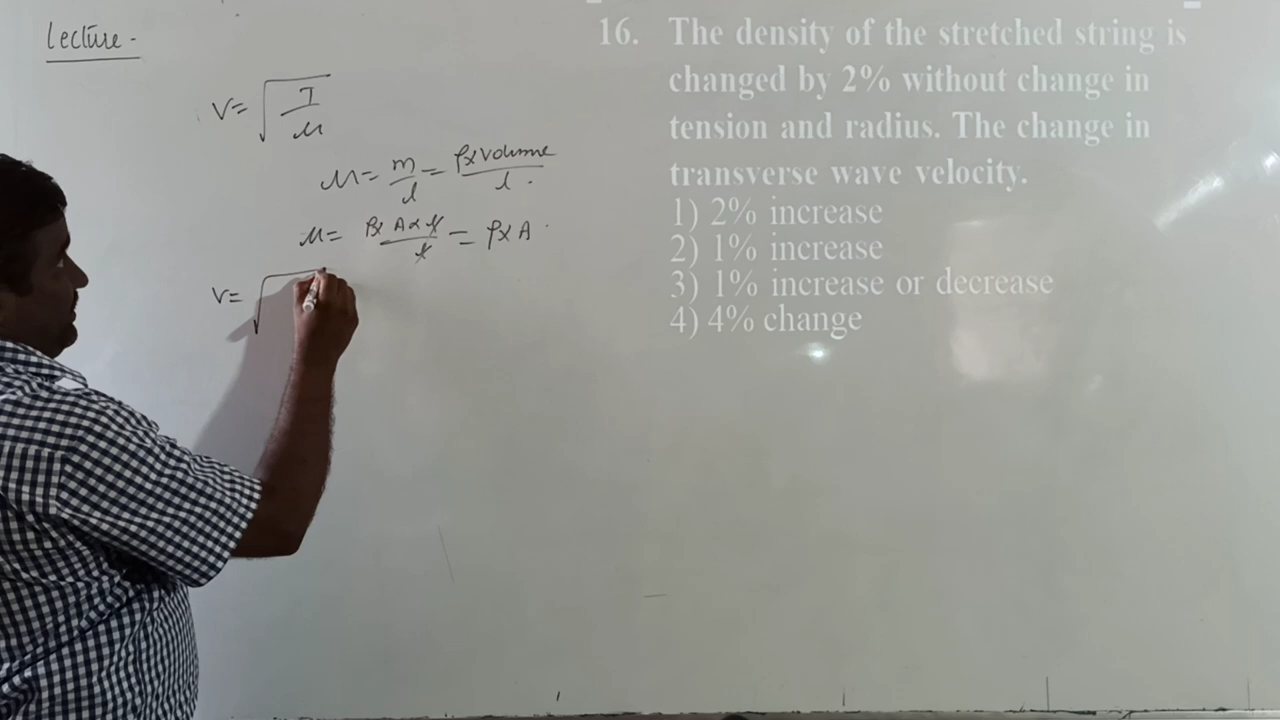 Lecture -
V = √T/μ
μ = m/l = ρ x volume/l .
μ = ρ x A x l/l = ρ x A .
V = √
16. The density of the stretched string is
changed by 2% without change in
tension and radius. The change in
transverse wave velocity.
1) 2% increase
2) 1% increase
3) 1% increase or decrease
4) 4% change